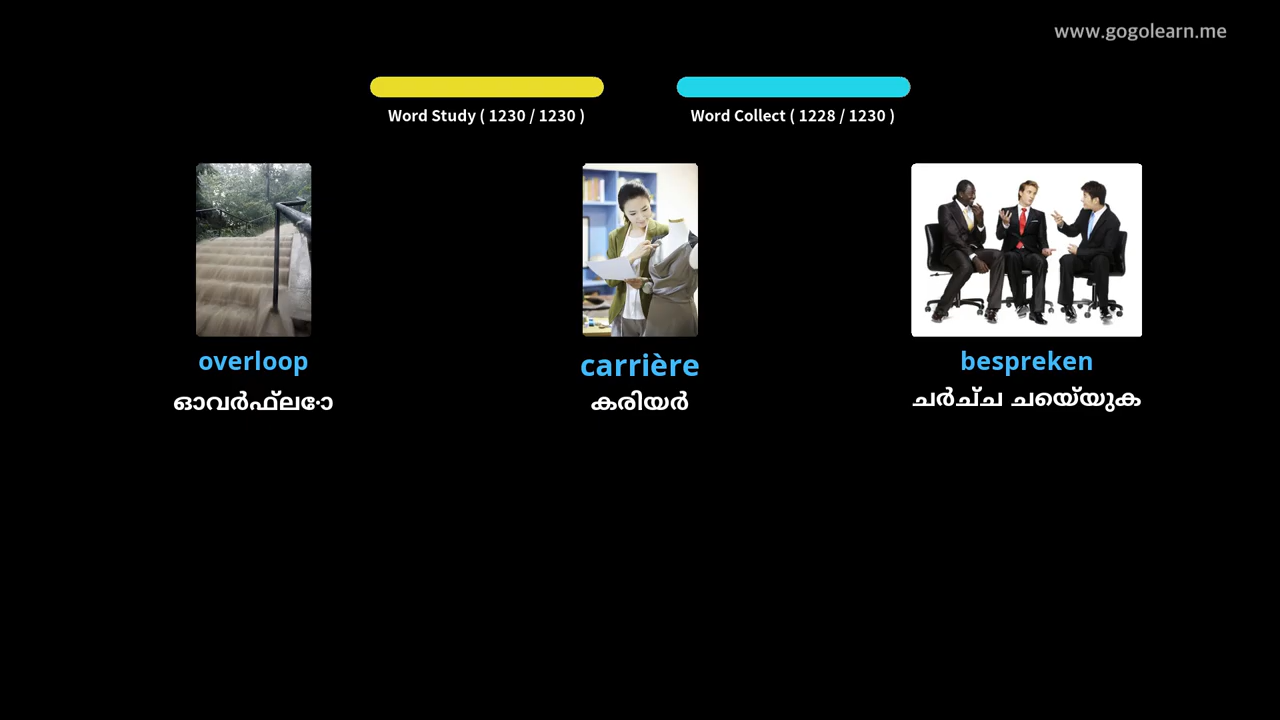 www.gogolearn.me
Word Study ( 1230 / 1230 )
Word Collect ( 1228 / 1230 )
overloop
carrière
bespreken
ഓവർഫ്ലോ
കരിയർ
ചർച്ച ചെയ്യുക